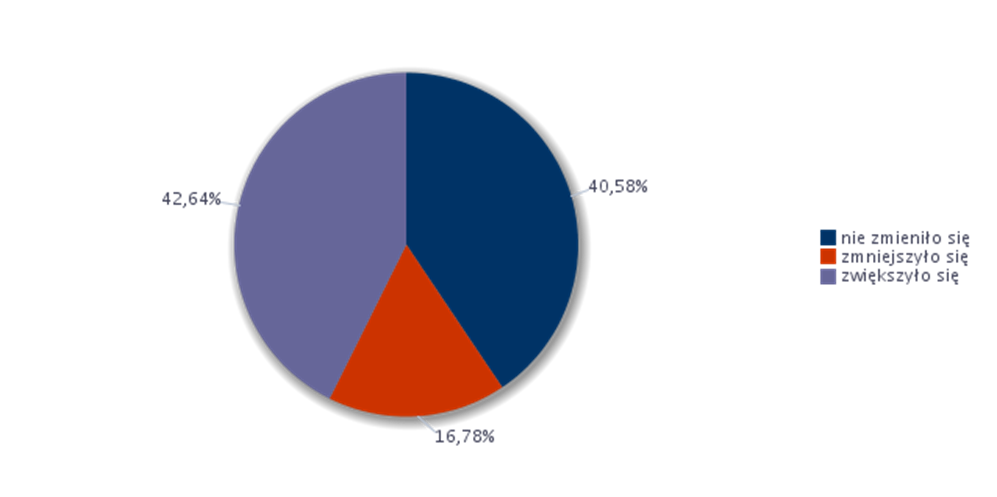 40,58%
42,64%
nie zmieniło się
zmniejszyło się
zwiększyło się
16,78%